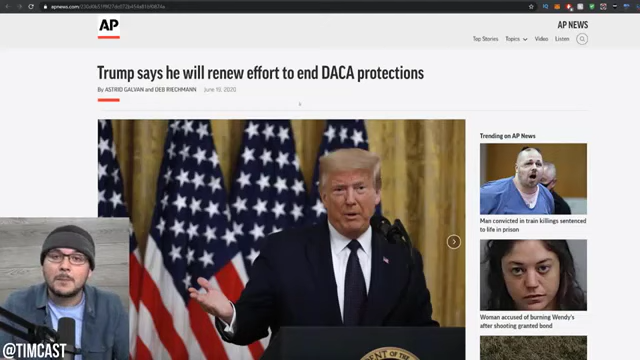 apnews.com/
AP
AP NEWS
Top Stories Topics Video Listen
Trump says he will renew effort to end DACA protections
By ASTRID GALVAN and DEB RIECHMANN June 19, 2020
Trending on AP News
Man convicted in train killings sentenced
to life in prison
Woman accused of burning Wendy's
after shooting granted bond
@TIMCAST